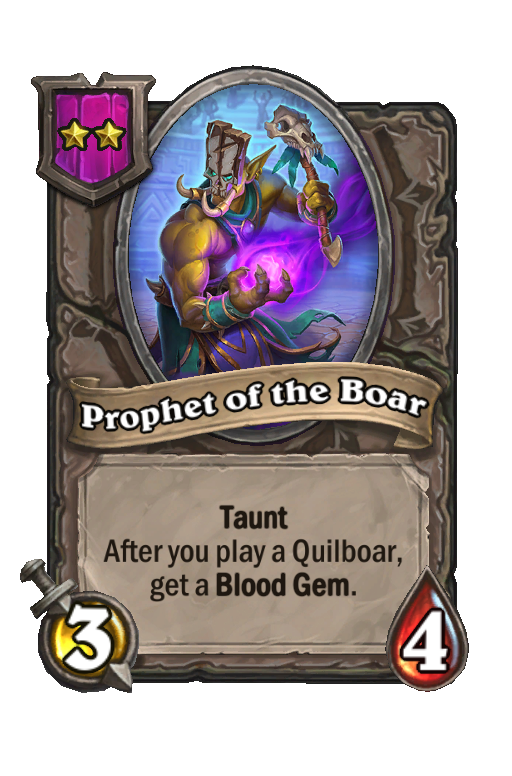 Prophet of the Boar
Taunt
After you play a Quilboar,
get a Blood Gem.
3
4